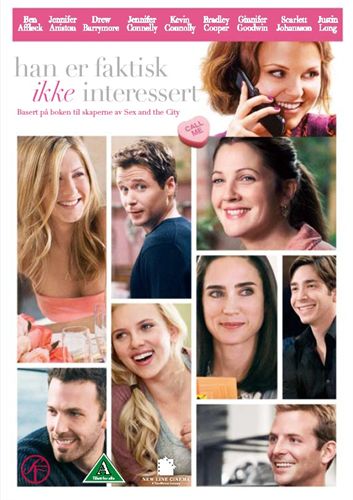 Ben Jennifer Drew Jennifer Kevin Bradley Ginnifer Scarlett Justin
Affleck Aniston Barrymore Connelly Connolly Cooper Goodwin Johansson Long
han er faktisk
ikke interessert
Basert på boken til skaperne av Sex and the City
CALL
ME
A
NEW LINE CINEMA